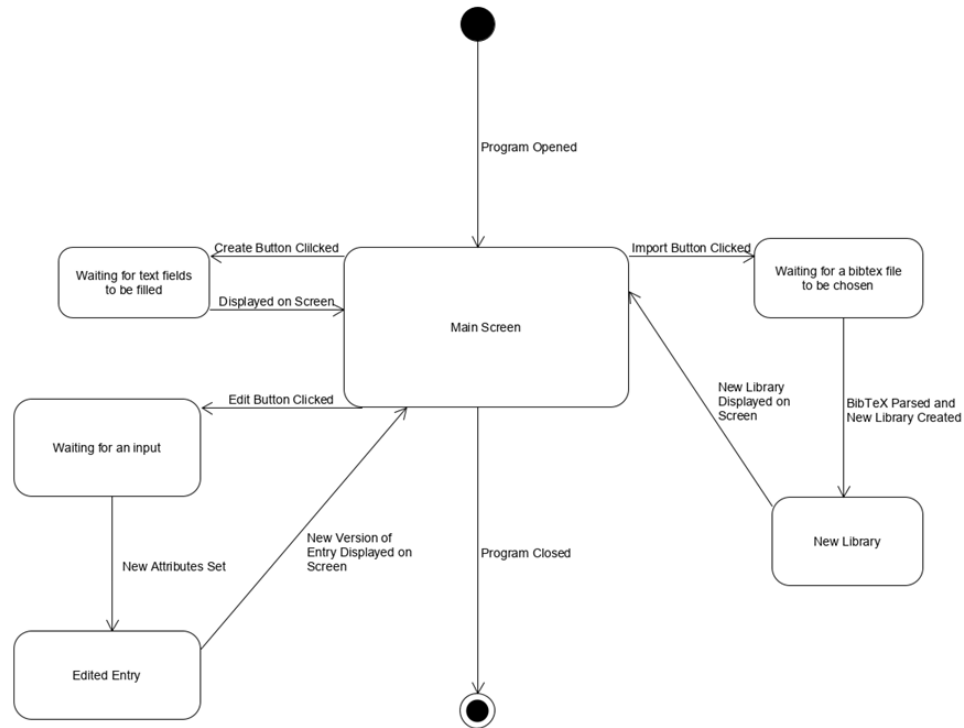 Program Opened
Create Button Clilcked
Import Button Clicked
Waiting for text fields
to be filled
Waiting for a bibtex file
to be chosen
Displayed on Screen
Main Screen
New Library
Displayed on
Screen
BibTeX Parsed and
New Library Created
Edit Button Clicked
Waiting for an input
New Version of
Entry Displayed on
Screen
Program Closed
New Library
New Attributes Set
Edited Entry